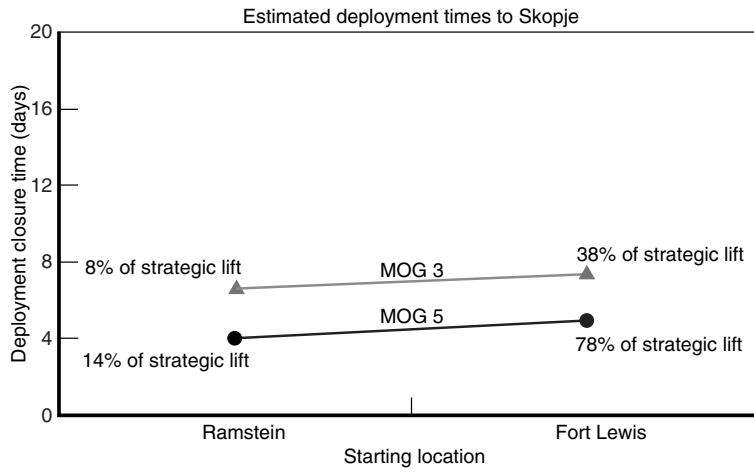 Estimated deployment times to Skopje
Deployment closure time (days)
20
16
12
8
4
0
8% of strategic lift
MOG 3
38% of strategic lift
14% of strategic lift
MOG 5
78% of strategic lift
Ramstein
Fort Lewis
Starting location